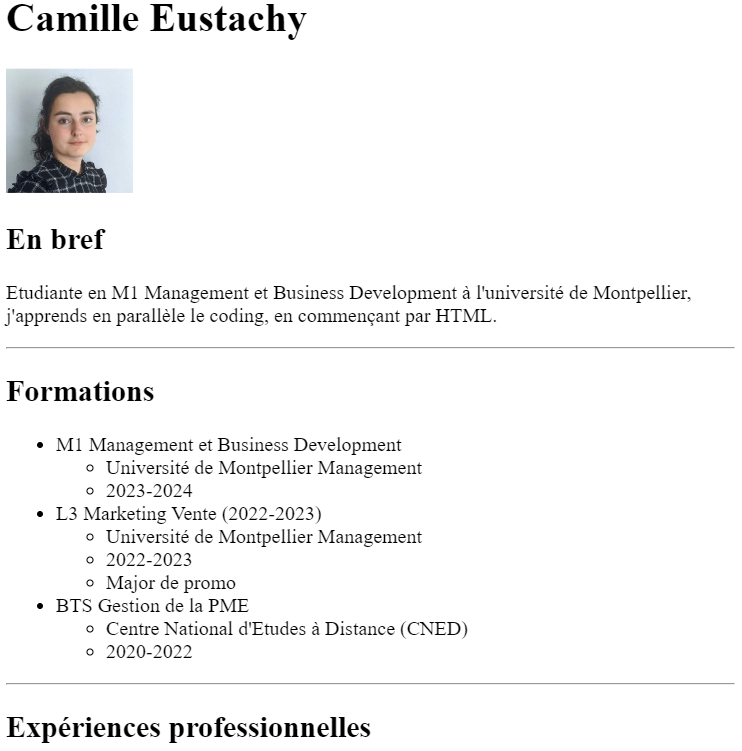 Camille Eustachy
En bref
Etudiante en M1 Management et Business Development à l'université de Montpellier,
j'apprends en parallèle le coding, en commençant par HTML.
Formations
M1 Management et Business Development
Université de Montpellier Management
2023-2024
L3 Marketing Vente (2022-2023)
Université de Montpellier Management
2022-2023
Major de promo
BTS Gestion de la PME
Centre National d'Etudes à Distance (CNED)
2020-2022
Expériences professionnelles